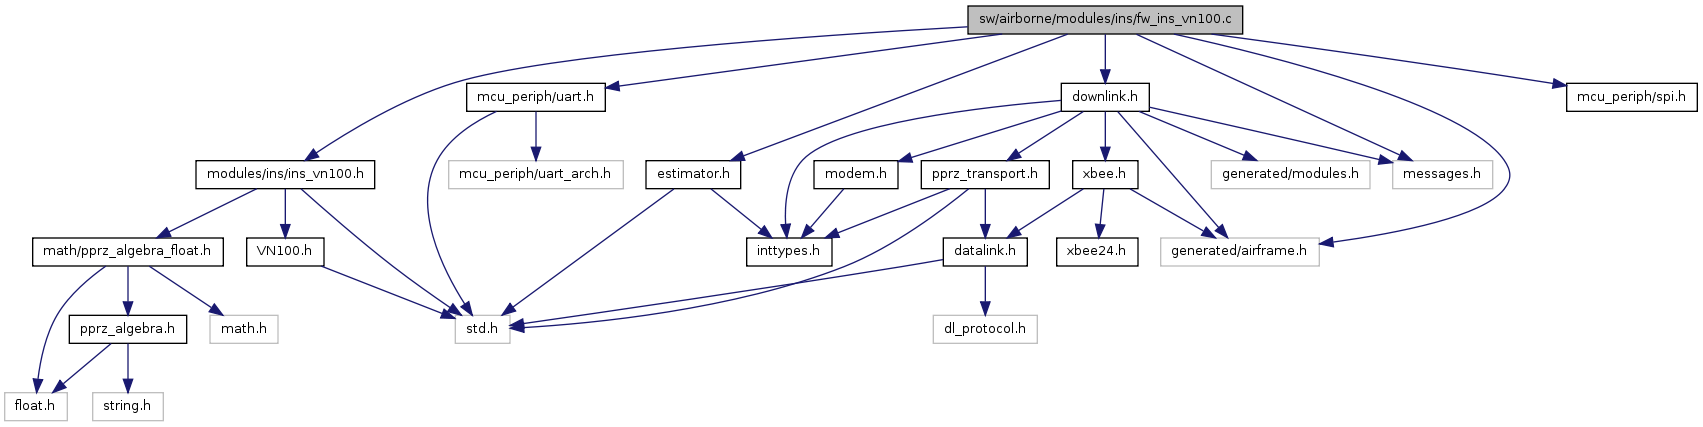 sw/airborne/modules/ins/fw_ins_vn100.c
mcu_periph/uart.h
downlink.h
mcu_periph/spi.h
modules/ins/ins_vn100.h
mcu_periph/uart_arch.h
estimator.h
modem.h
pprz_transport.h
xbee.h
generated/modules.h
messages.h
math/pprz_algebra_float.h
VN100.h
inttypes.h
datalink.h
xbee24.h
generated/airframe.h
pprz_algebra.h
math.h
std.h
dl_protocol.h
float.h
string.h